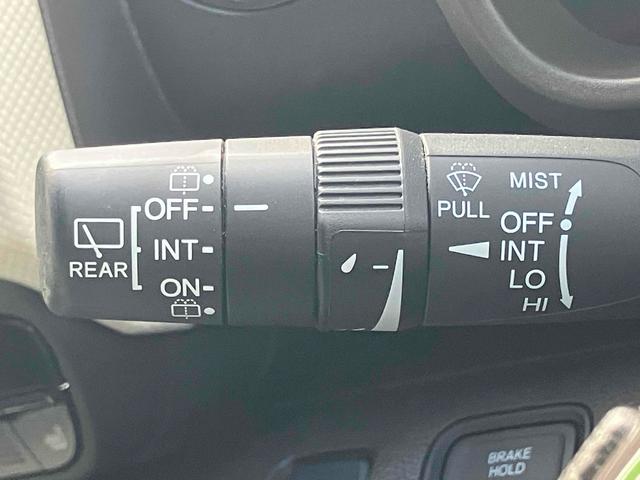 OFF
INT
REAR
ON
PULL
MIST
OFF
INT
LO
HI
BRAKE
HOLD